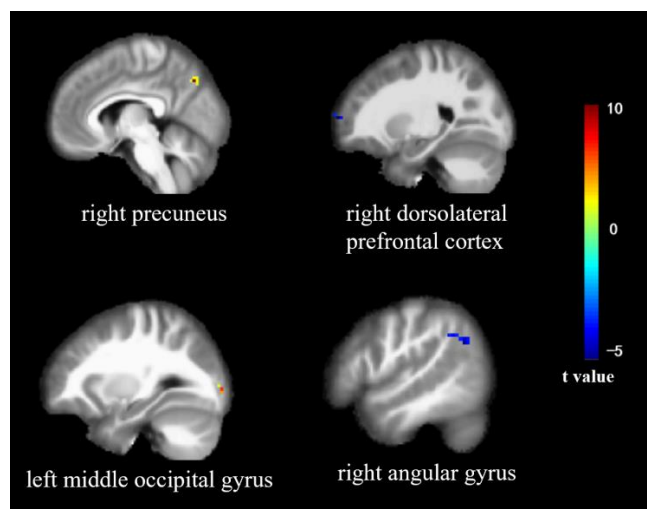 right precuneus
right dorsolateral
prefrontal cortex
10
0
−5
t value
left middle occipital gyrus
right angular gyrus